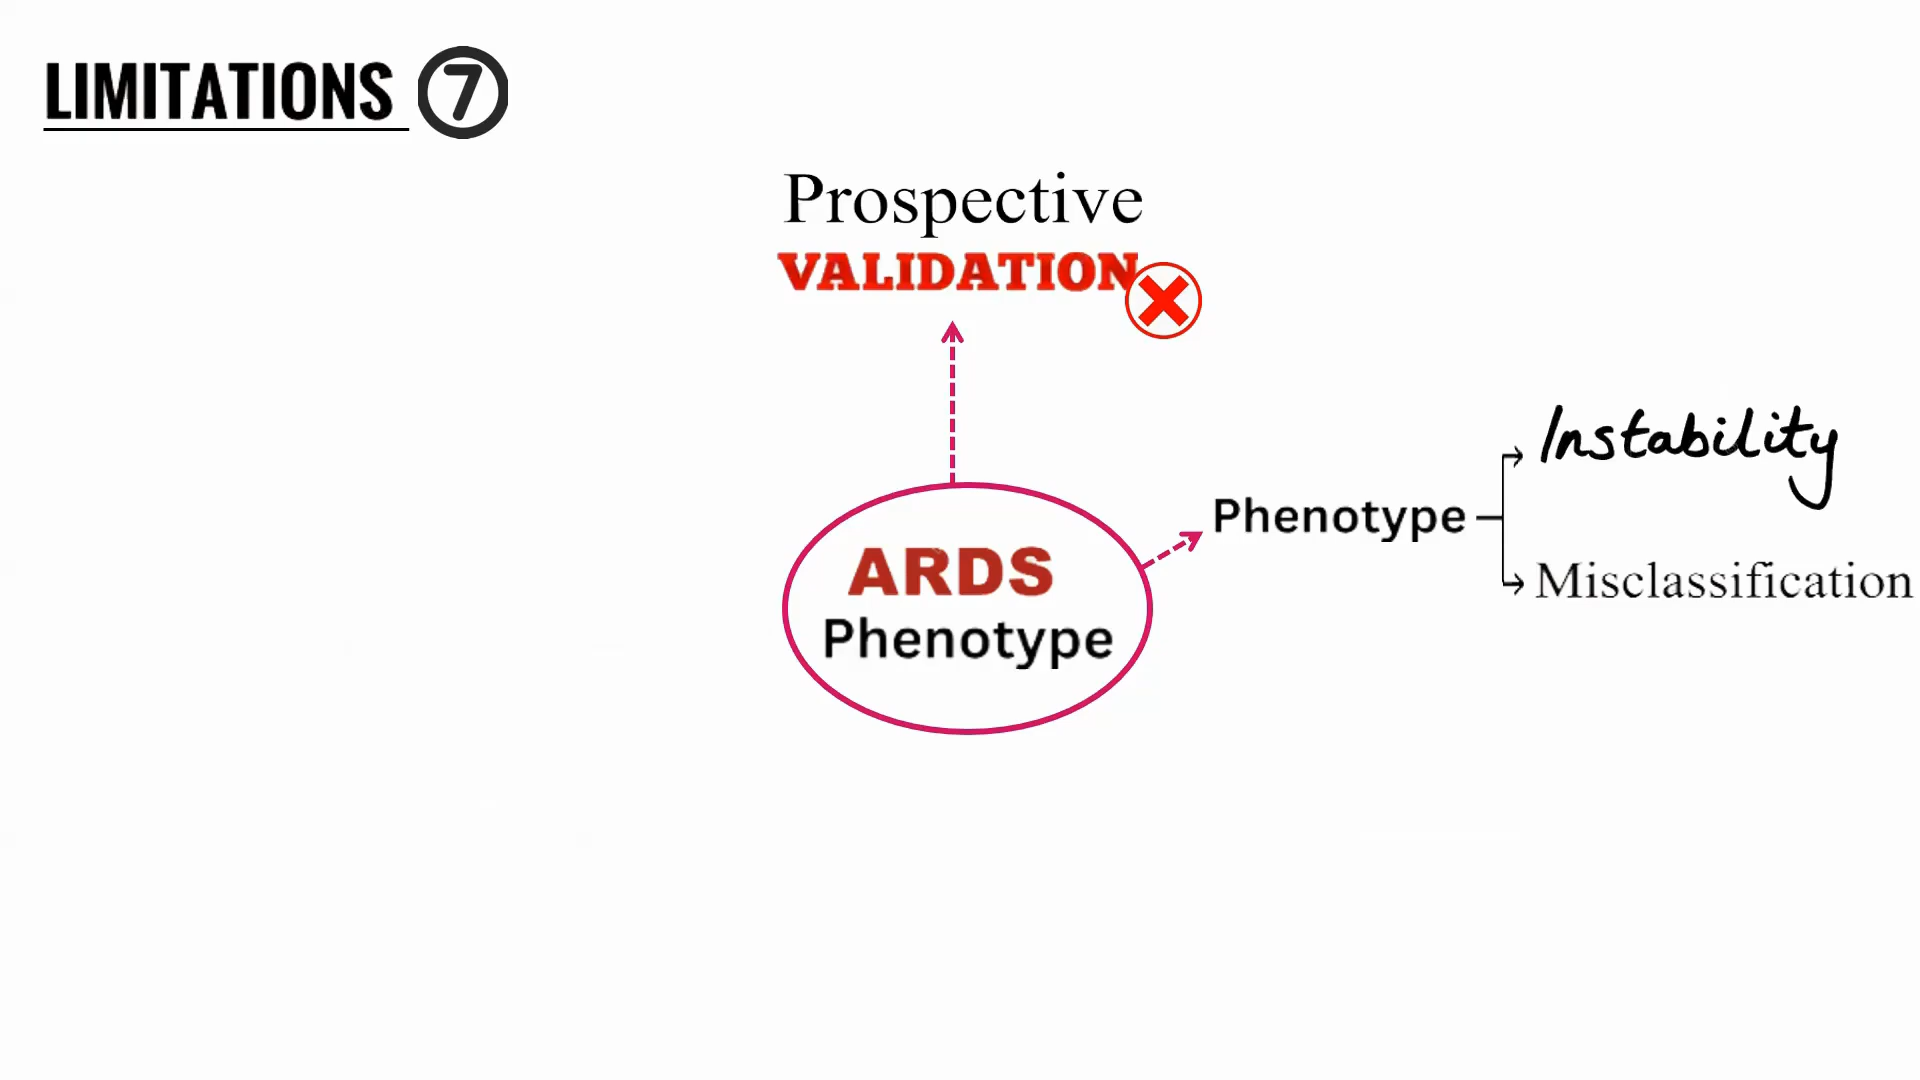 LIMITATIONS 7
Prospective
VALIDATION
Instability
Phenotype
Misclassification
ARDS
Phenotype